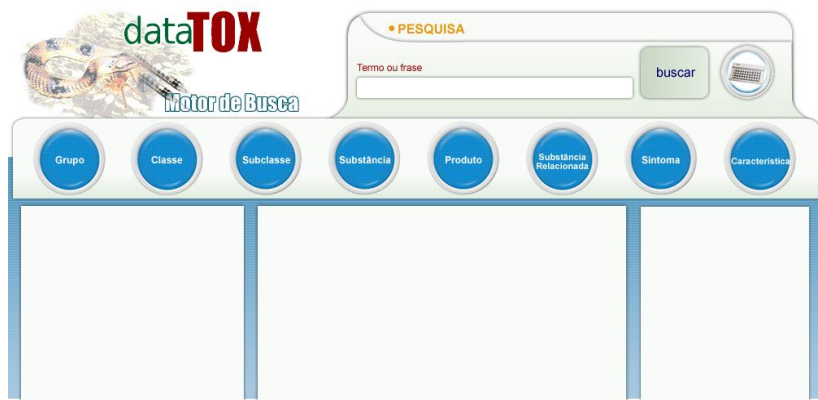 dataTOX
Motor de Busca
• PESQUISA
Termo ou frase
buscar
Grupo
Classe
Subclasse
Substância
Produto
Substância
Relacionada
Sintoma
Característica